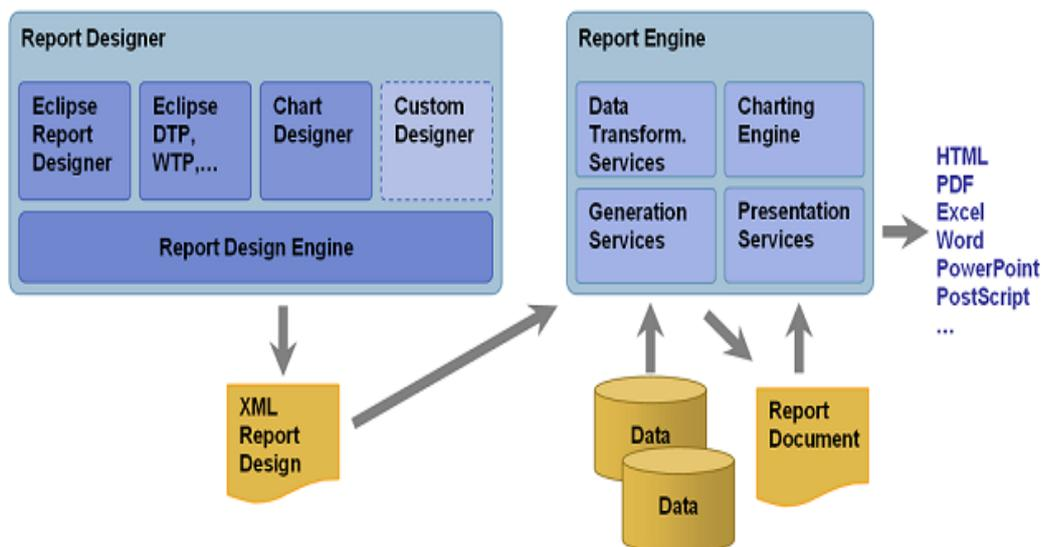 Report Designer
Eclipse
Report
Designer
Eclipse
DTP,
WTP,...
Chart
Designer
Custom
Designer
Report Design Engine
XML
Report
Design
Report Engine
Data
Transform.
Services
Charting
Engine
Generation
Services
Presentation
Services
Data
Data
Report
Document
HTML
PDF
Excel
Word
PowerPoint
PostScript
...